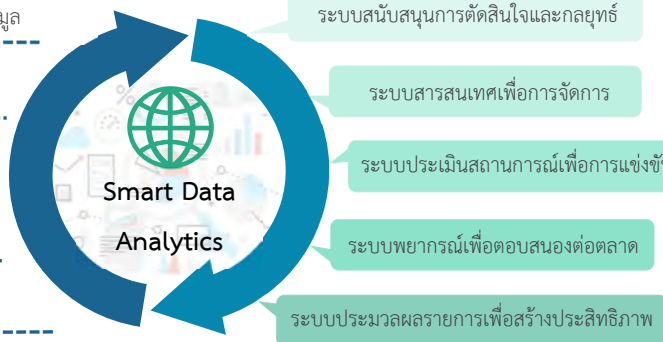 ระบบสนับสนุนการตัดสินใจและกลยุทธ์
ระบบสารสนเทศเพื่อการจัดการ
ระบบประเมินสถานการณ์เพื่อการ
ระบบพยากรณ์เพื่อตอบสนองต่อตลาด
ระบบประมวลผลรายการเพื่อสร้างประสิทธิภาพ
Smart Data
Analytics